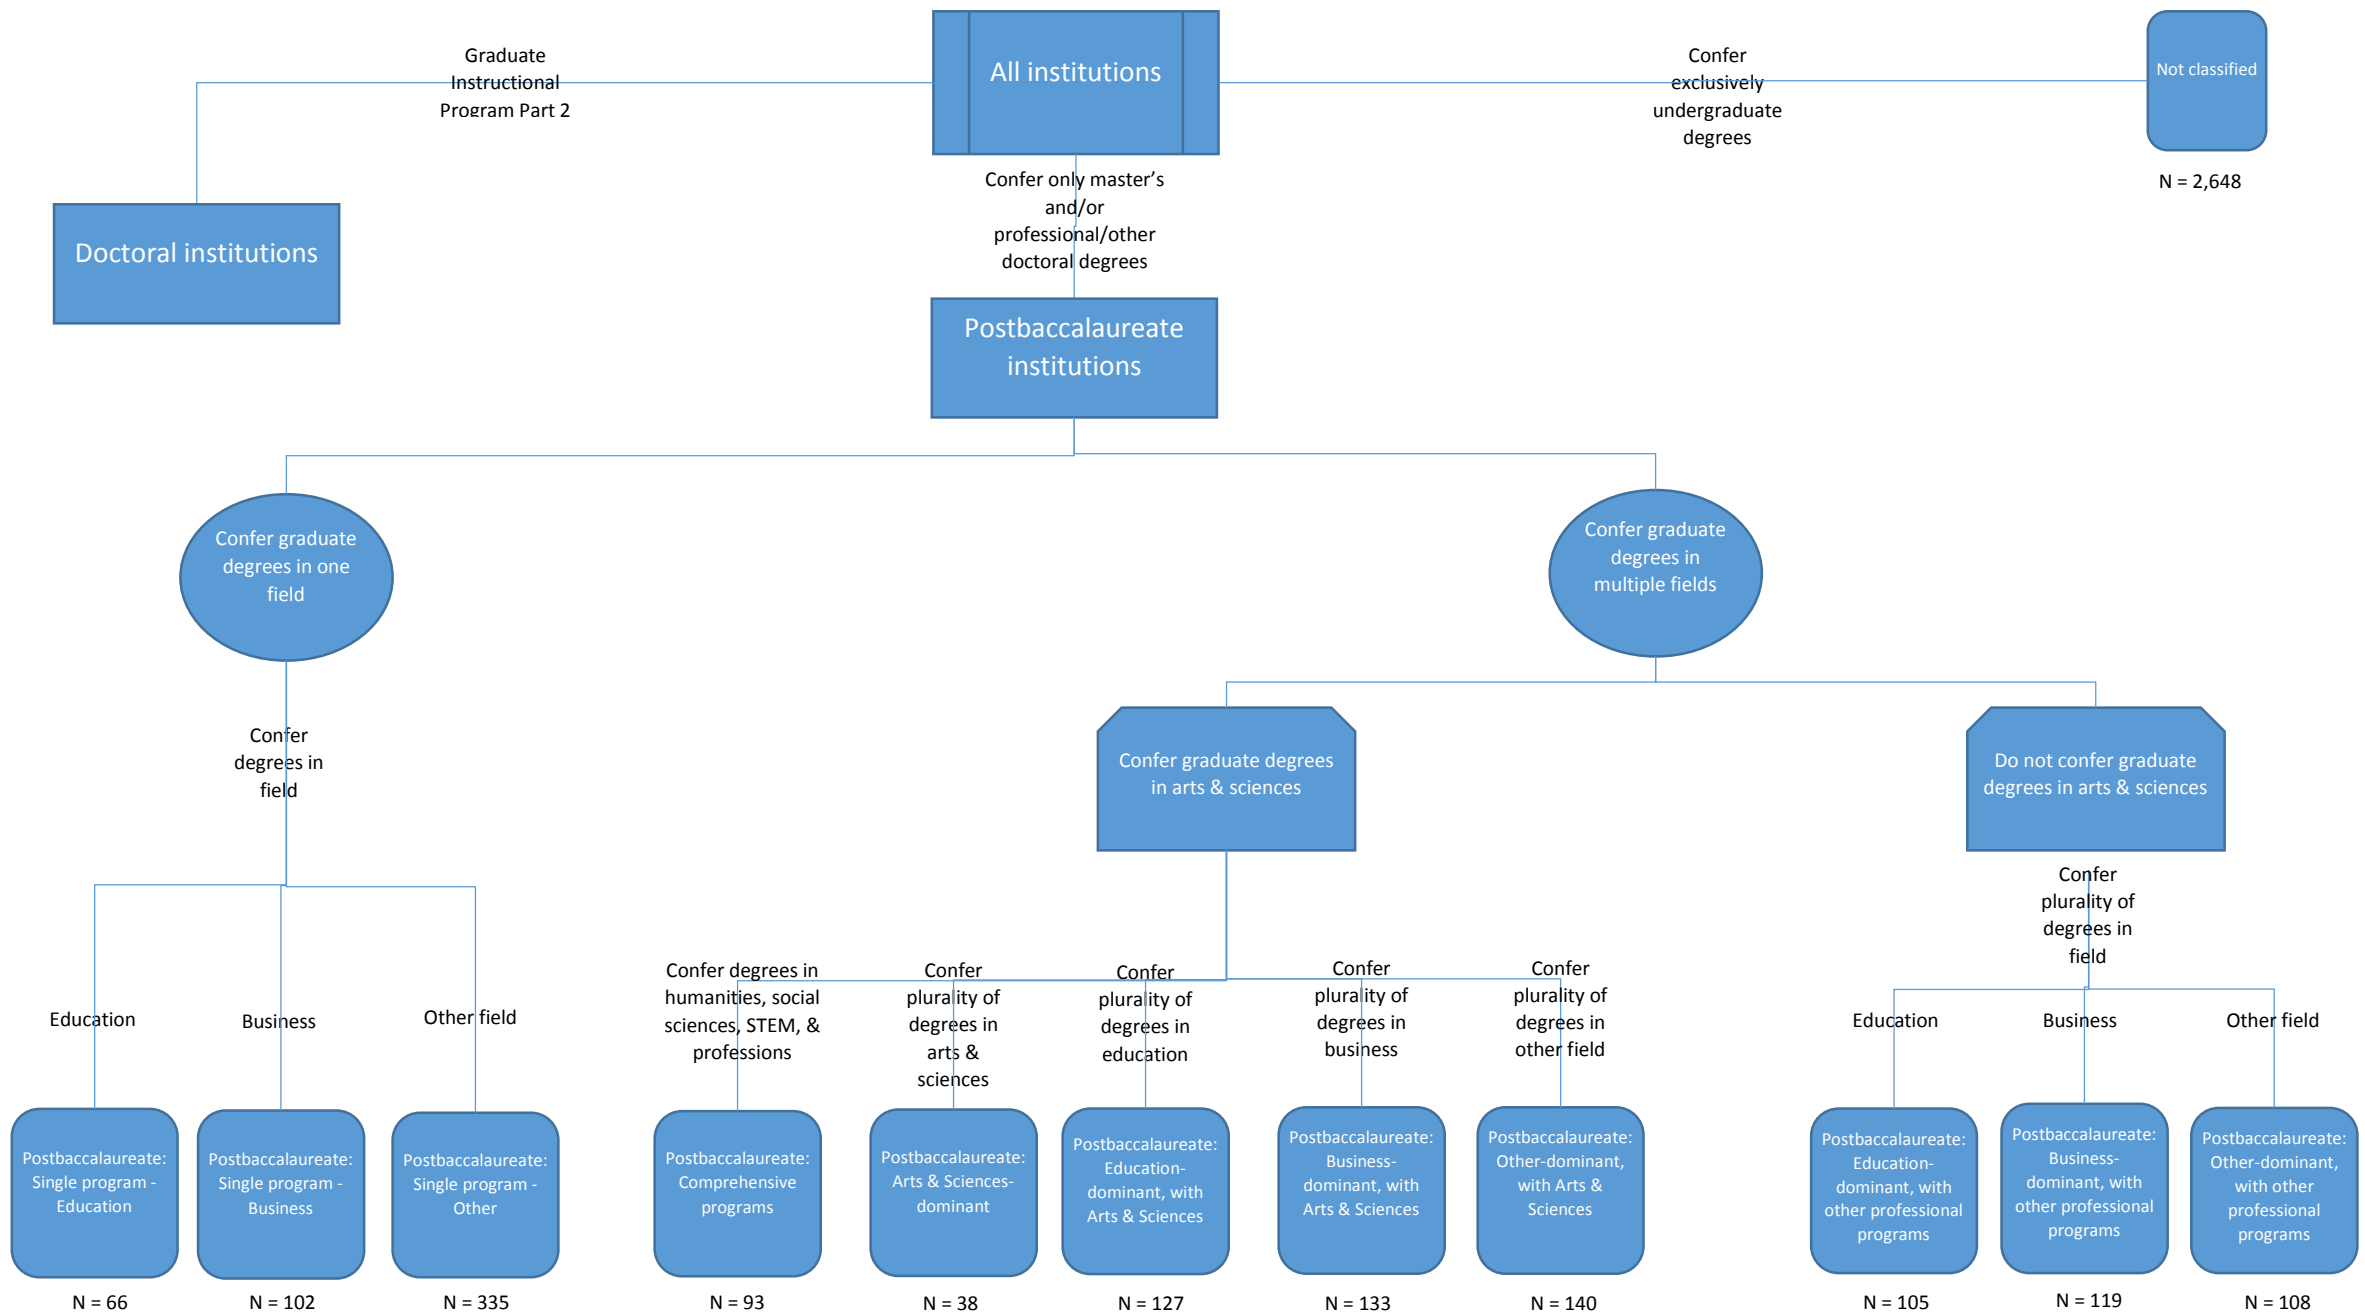 Graduate
Instructional
Program Part 2
All institutions
Confer
exclusively
undergraduate
degrees
Not classified
N = 2,648
Confer only master's
and/or
professional/other
doctoral degrees
Doctoral institutions
Postbaccalaureate
institutions
Confer graduate
degrees in one
field
Confer graduate
degrees in
multiple fields
Confer
degrees in
field
Confer graduate degrees
in arts & sciences
Do not confer graduate
degrees in arts & sciences
Confer
plurality of
degrees in
field
Education
Business
Other field
Confer degrees in
humanities, social
sciences, STEM, &
professions
Confer
plurality of
degrees in
arts &
sciences
Confer
plurality of
degrees in
education
Confer
plurality of
degrees in
business
Confer
plurality of
degrees in
other field
Education
Business
Other field
Postbaccalaureate:
Single program -
Education
Postbaccalaureate:
Single program -
Business
Postbaccalaureate:
Single program -
Other
Postbaccalaureate:
Comprehensive
programs
Postbaccalaureate:
Arts & Sciences-
dominant
Postbaccalaureate:
Education-
dominant, with
Arts & Sciences
Postbaccalaureate:
Business-
dominant, with
Arts & Sciences
Postbaccalaureate:
Other-dominant,
with Arts &
Sciences
Postbaccalaureate:
Education-
dominant, with
other professional
programs
Postbaccalaureate:
Business-
dominant, with
other professional
programs
Postbaccalaureate:
Other-dominant,
with other
professional
programs
N = 66
N = 102
N = 335
N = 93
N = 38
N = 127
N = 133
N = 140
N = 105
N = 119
N = 108